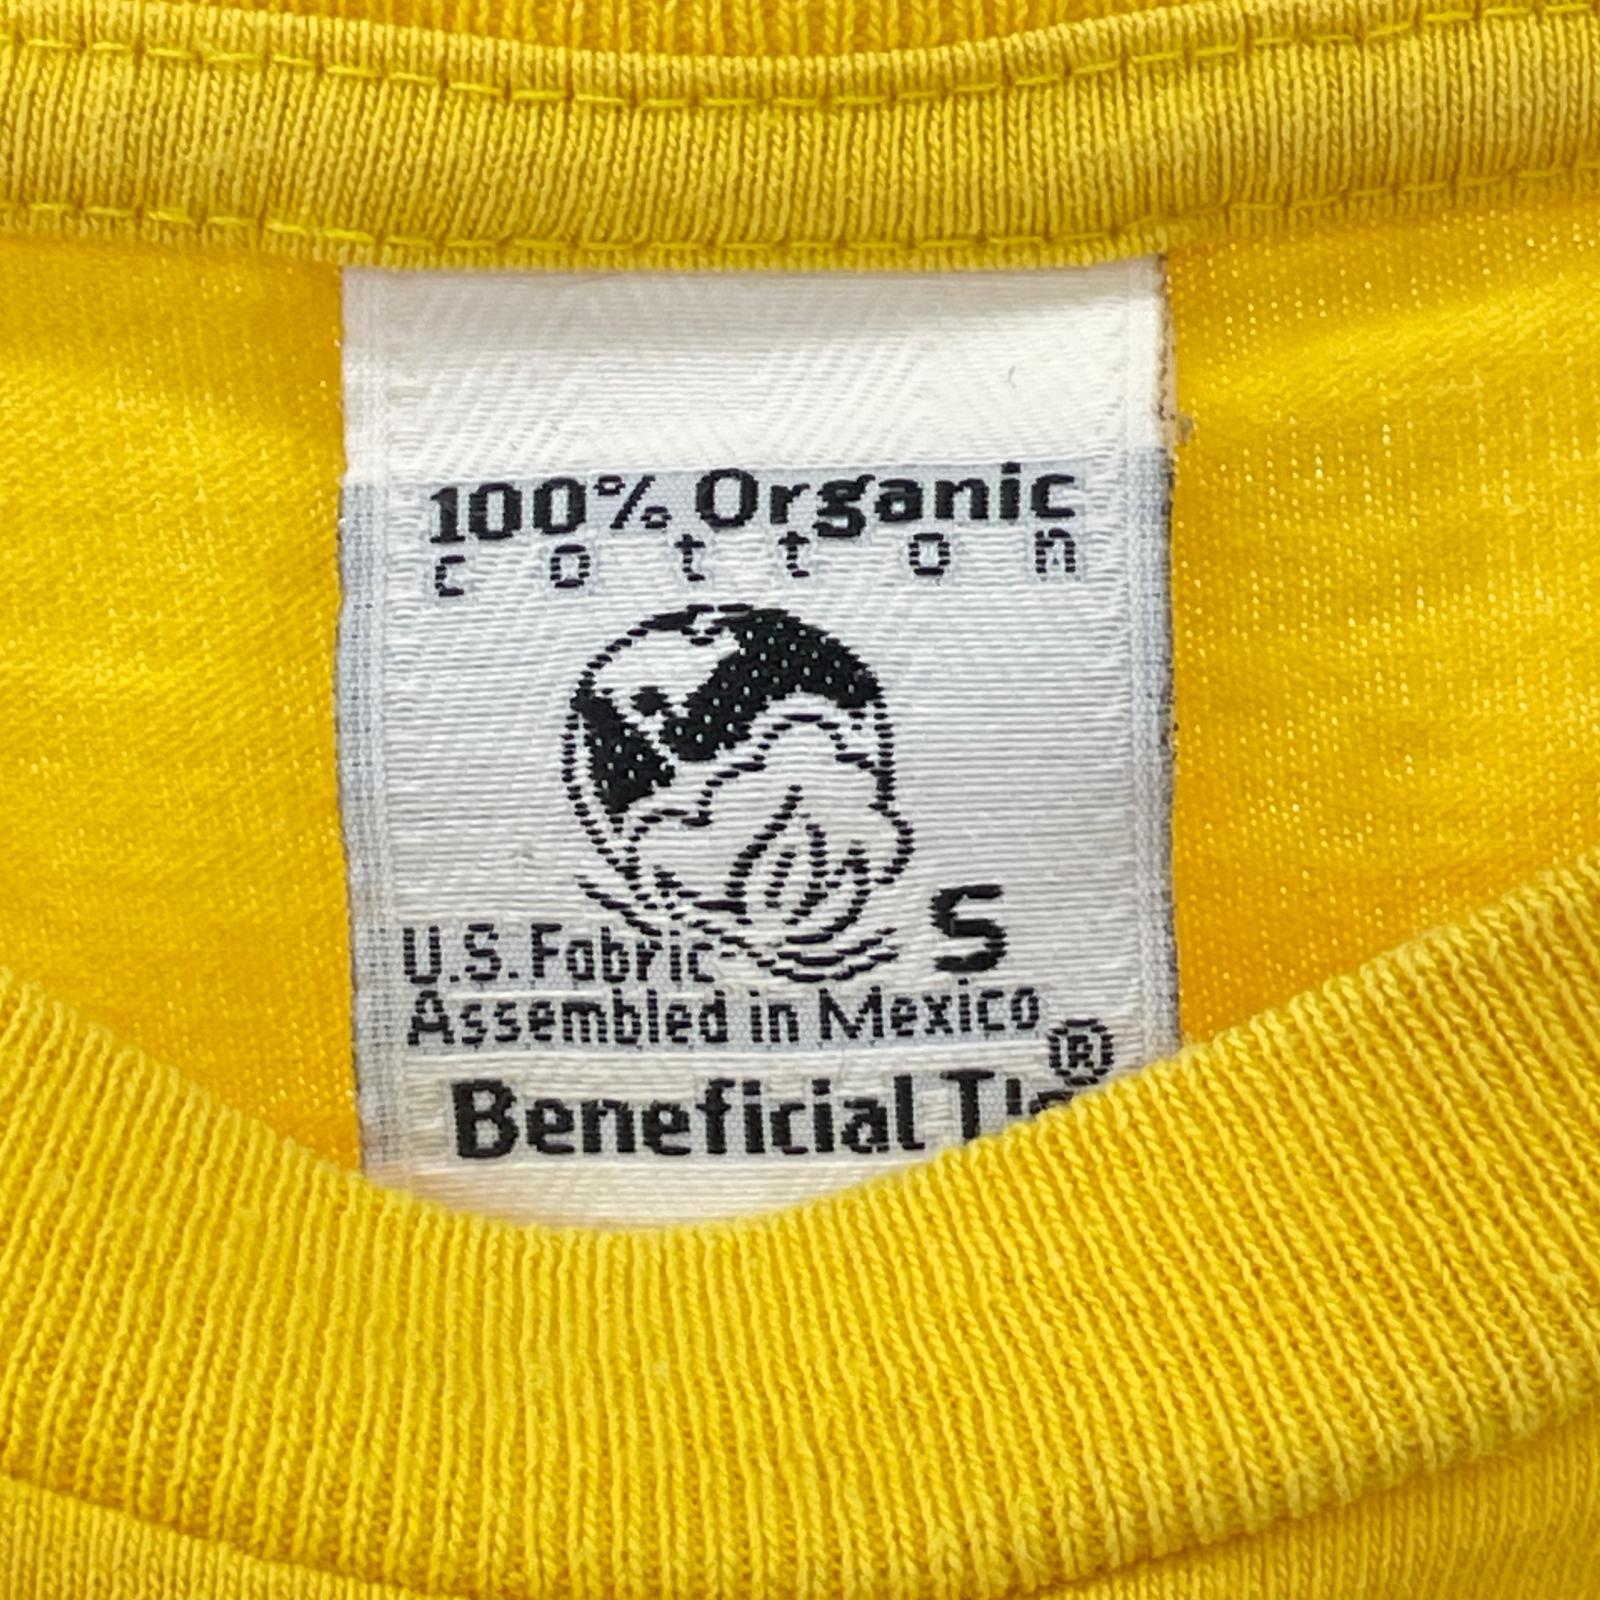 100% Organic
cotton
S
U.S. Fabric
Assembled in Mexico
®
Beneficial